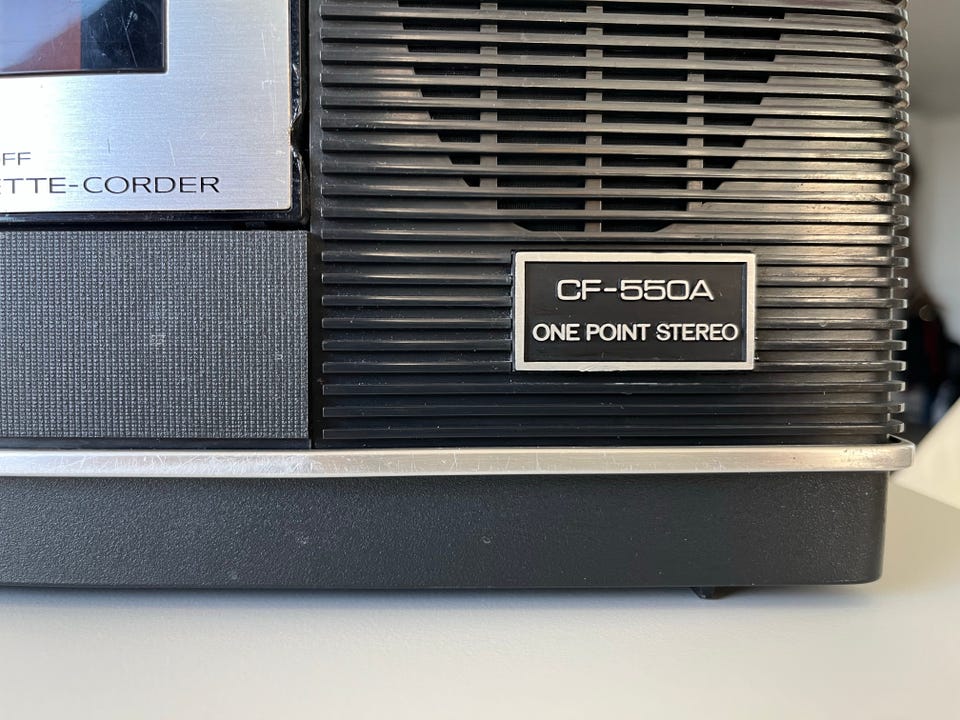 FF
ETTE-CORDER
CF-550A
ONE POINT STEREO